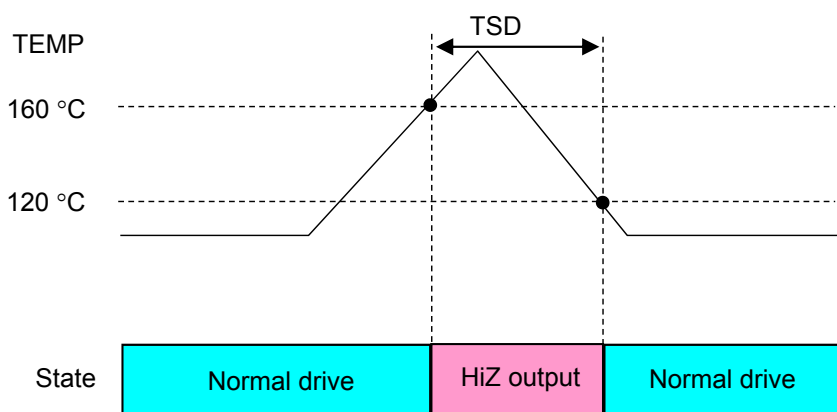 TSD
TEMP
160 °C
120 °C
State
Normal drive
HiZ output
Normal drive